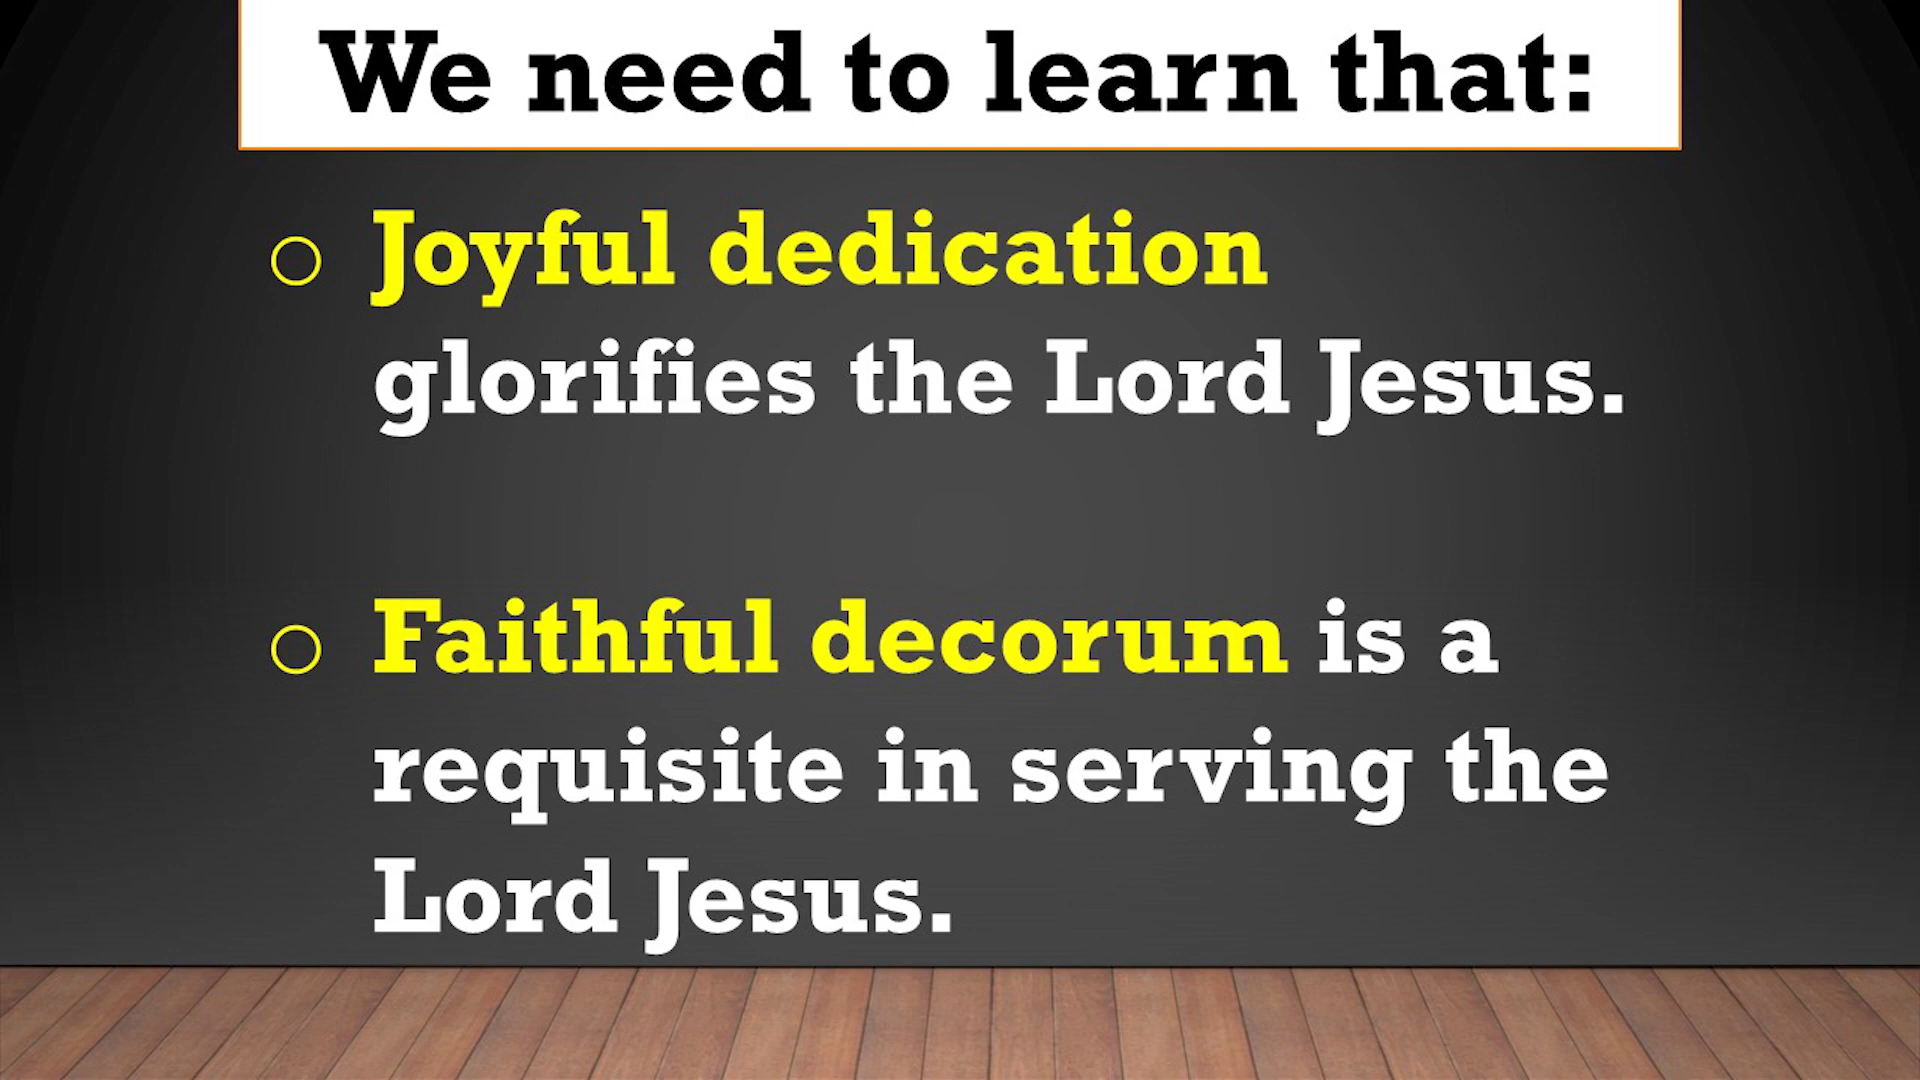 We need to learn that:
o Joyful dedication
glorifies the Lord Jesus.
o Faithful decorum is a
requisite in serving the
Lord Jesus.